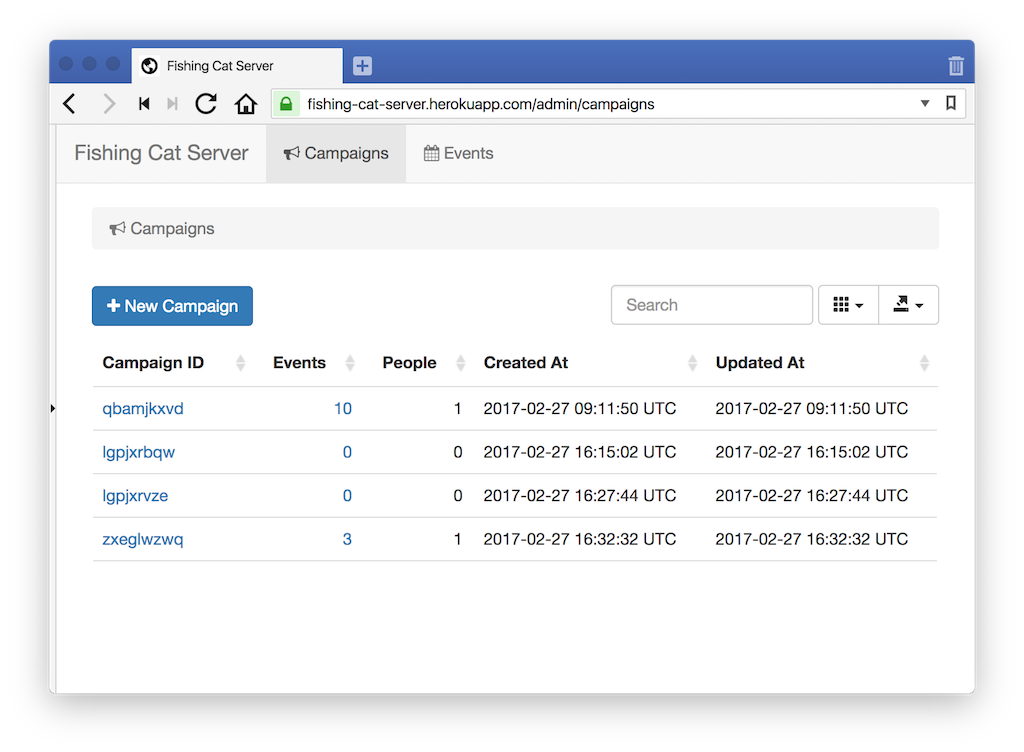 Fishing Cat Server
fishing-cat-server.herokuapp.com/admin/campaigns
Fishing Cat Server Campaigns Events
Campaigns
New Campaign Search
Campaign ID Events People Created At Updated At
qbamjkxvd 10 1 2017-02-27 09:11:50 UTC 2017-02-27 09:11:50 UTC
lgpjxrbqw 0 0 2017-02-27 16:15:02 UTC 2017-02-27 16:15:02 UTC
lgpjxrvze 0 0 2017-02-27 16:27:44 UTC 2017-02-27 16:27:44 UTC
zxeglwzwq 3 1 2017-02-27 16:32:32 UTC 2017-02-27 16:32:32 UTC